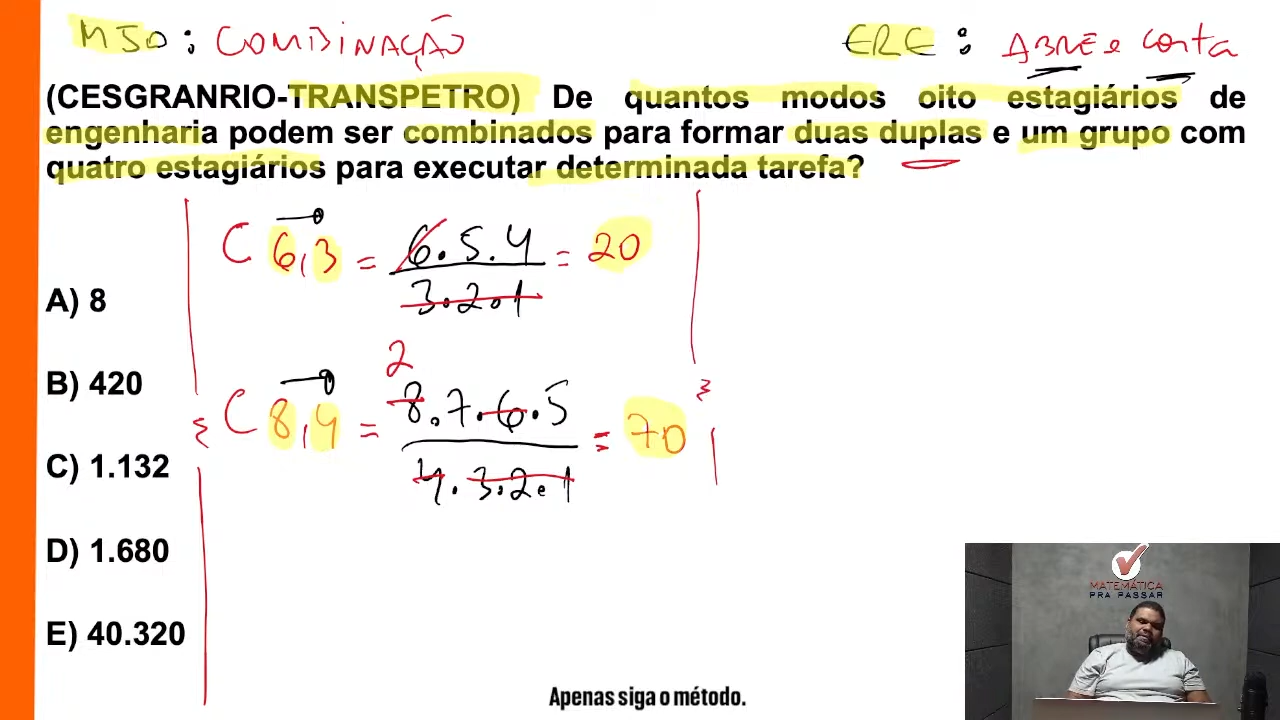 MJO : COMBINAÇÃO
ERE : ABRE e conta
(CESGRANRIO-TRANSPETRO) De quantos modos oito estagiários de
engenharia podem ser combinados para formar duas duplas e um grupo com
quatro estagiários para executar determinada tarefa?
C 6,3 = 6.5.4 / 3.2.1 = 20
A) 8
2
B) 420
C 8,4 = 8.7.6.5 / 4.3.2.1 = 70
C) 1.132
D) 1.680
E) 40.320
MATEMÁTICA
PRA PASSAR
Apenas siga o método.